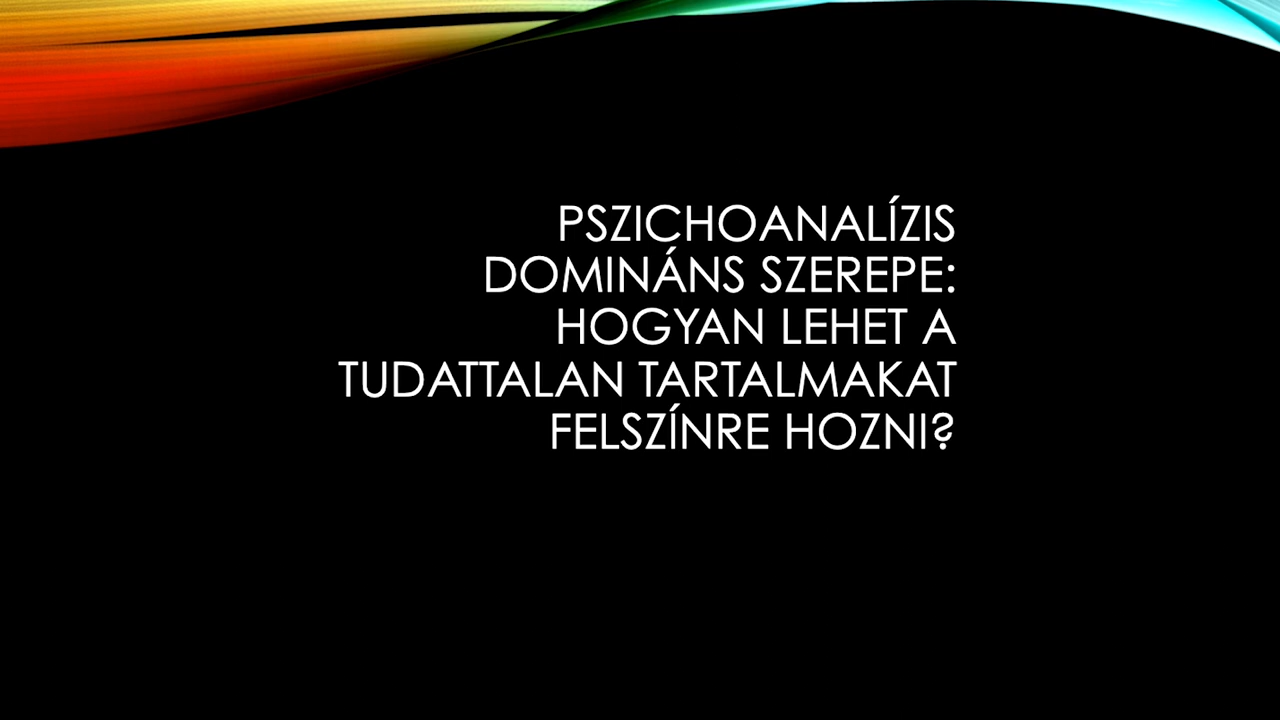 PSZICHOANALÍZIS
DOMINÁNS SZEREPE:
HOGYAN LEHET A
TUDATTALAN TARTALMAKAT
FELSZÍNRE HOZNI?